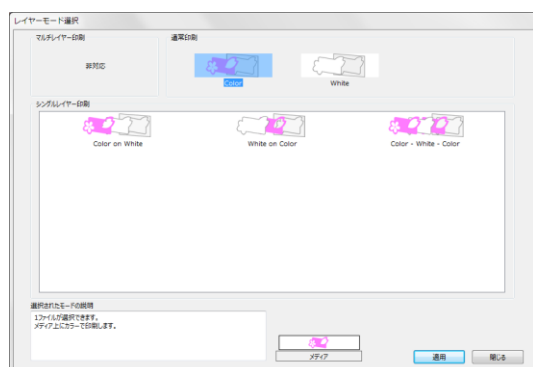 レイヤーモード選択
マルチレイヤー印刷
非対応
通常印刷
Color
White
シングルレイヤー印刷
Color on White
White on Color
Color - White - Color
選択されたモードの説明
1ファイルが選択できます。
メディア上にカラーで印刷します。
メディア
適用
閉じる